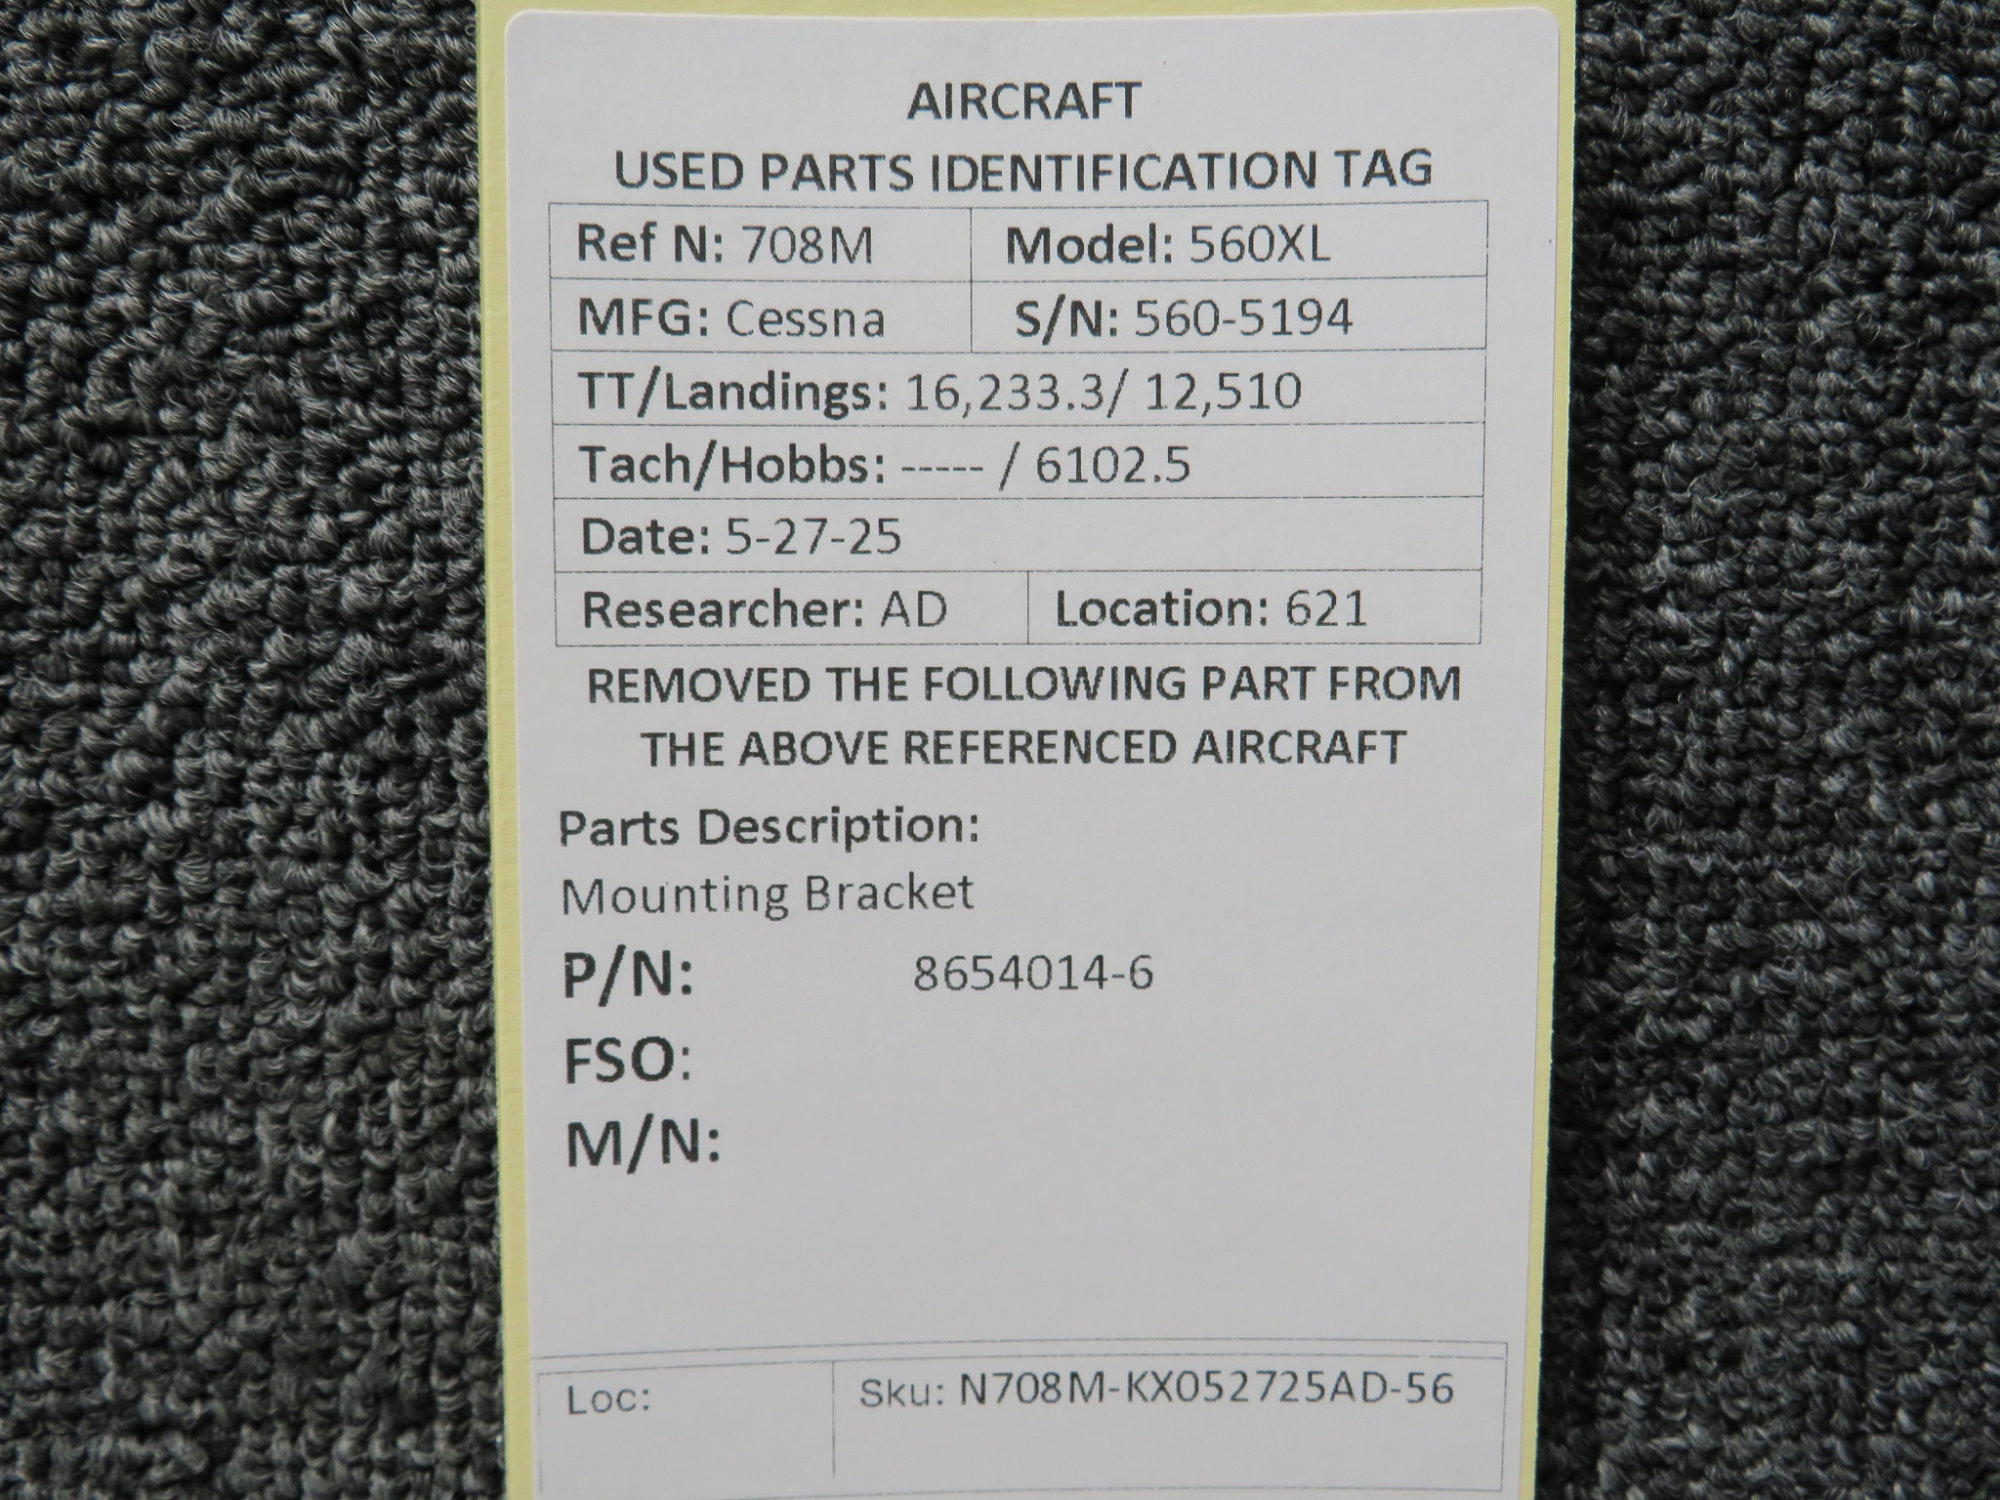 AIRCRAFT
USED PARTS IDENTIFICATION TAG
Ref N: 708M Model: 560XL
MFG: Cessna S/N: 560-5194
TT/Landings: 16,233.3/ 12,510
Tach/Hobbs: ----- / 6102.5
Date: 5-27-25
Researcher: AD Location: 621
REMOVED THE FOLLOWING PART FROM
THE ABOVE REFERENCED AIRCRAFT
Parts Description:
Mounting Bracket
P/N: 8654014-6
FSO:
M/N:
Loc: Sku: N708M-KX052725AD-56